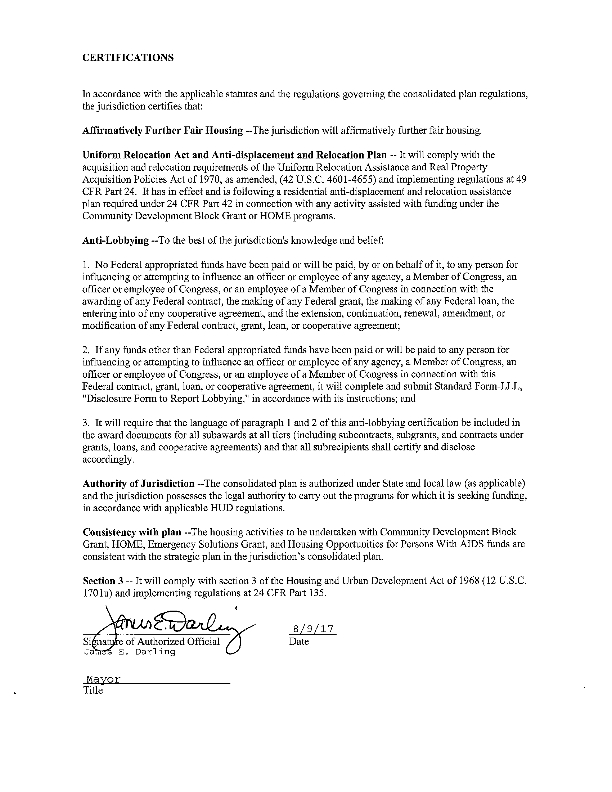 CERTIFICATIONS
In accordance with the applicable statutes and the regulations governing the consolidated plan regulations,
the jurisdiction certifies that:
Affirmatively Further Fair Housing --The jurisdiction will affirmatively further fair housing.
Uniform Relocation Act and Anti-displacement and Relocation Plan -- It will comply with the
acquisition and relocation requirements of the Uniform Relocation Assistance and Real Property
Acquisition Policies Act of 1970, as amended, (42 U.S.C. 4601-4655) and implementing regulations at 49
CFR Part 24. It has in effect and is following a residential anti-displacement and relocation assistance
plan required under 24 CFR Part 42 in connection with any activity assisted with funding under the
Community Development Block Grant or HOME programs.
Anti-Lobbying --To the best of the jurisdiction's knowledge and belief:
1. No Federal appropriated funds have been paid or will be paid, by or on behalf of it, to any person for
influencing or attempting to influence an officer or employee of any agency, a Member of Congress, an
officer or employee of Congress, or an employee of a Member of Congress in connection with the
awarding of any Federal contract, the making of any Federal grant, the making of any Federal loan, the
entering into of any cooperative agreement, and the extension, continuation, renewal, amendment, or
modification of any Federal contract, grant, loan, or cooperative agreement;
2. If any funds other than Federal appropriated funds have been paid or will be paid to any person for
influencing or attempting to influence an officer or employee of any agency, a Member of Congress, an
officer or employee of Congress, or an employee of a Member of Congress in connection with this
Federal contract, grant, loan, or cooperative agreement, it will complete and submit Standard Form-LLL,
"Disclosure Form to Report Lobbying," in accordance with its instructions; and
3. It will require that the language of paragraph 1 and 2 of this anti-lobbying certification be included in
the award documents for all subawards at all tiers (including subcontracts, subgrants, and contracts under
grants, loans, and cooperative agreements) and that all subrecipients shall certify and disclose
accordingly.
Authority of Jurisdiction --The consolidated plan is authorized under State and local law (as applicable)
and the jurisdiction possesses the legal authority to carry out the programs for which it is seeking funding,
in accordance with applicable HUD regulations.
Consistency with plan --The housing activities to be undertaken with Community Development Block
Grant, HOME, Emergency Solutions Grant, and Housing Opportunities for Persons With AIDS funds are
consistent with the strategic plan in the jurisdiction's consolidated plan.
Section 3 -- It will comply with section 3 of the Housing and Urban Development Act of 1968 (12 U.S.C.
1701u) and implementing regulations at 24 CFR Part 135.
James E. Darling 8/9/17
Signature of Authorized Official Date
James E. Darling
Mayor
Title